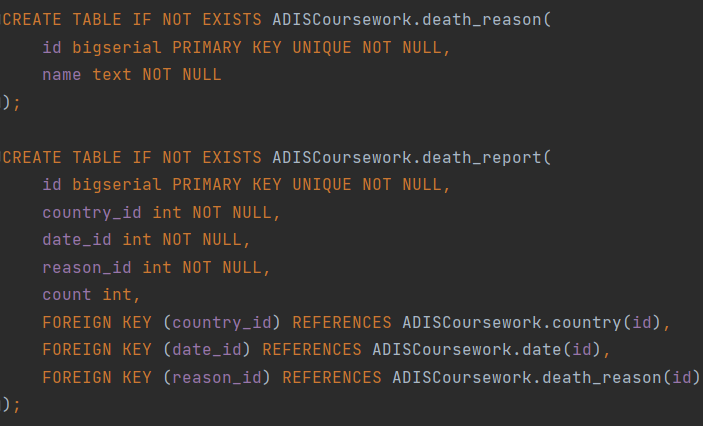 CREATE TABLE IF NOT EXISTS ADISCoursework.death_reason(
id bigserial PRIMARY KEY UNIQUE NOT NULL,
name text NOT NULL
);
CREATE TABLE IF NOT EXISTS ADISCoursework.death_report(
id bigserial PRIMARY KEY UNIQUE NOT NULL,
country_id int NOT NULL,
date_id int NOT NULL,
reason_id int NOT NULL,
count int,
FOREIGN KEY (country_id) REFERENCES ADISCoursework.country(id),
FOREIGN KEY (date_id) REFERENCES ADISCoursework.date(id),
FOREIGN KEY (reason_id) REFERENCES ADISCoursework.death_reason(id)
);